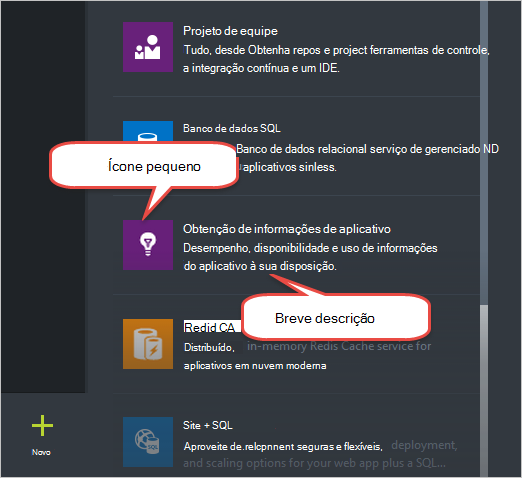 Projeto de equipe
Tudo, desde Obtenha repos e project ferramentas de controle,
a integração contínua e um IDE.
Banco de dados SQL
Banco de dados relacional serviço de gerenciado ND
aplicativos sinless.
Ícone pequeno
Obtenção de informações de aplicativo
Desempenho, disponibilidade e uso de informações
do aplicativo à sua disposição.
Breve descrição
Redid CA
Distribuído, in-memory Redis Cache service for
aplicativos em nuvem moderna
Site + SQL
Aproveite de.relcpnnent seguras e flexíveis, deployment,
and scaling options for your web app plus a SQL...
Novo